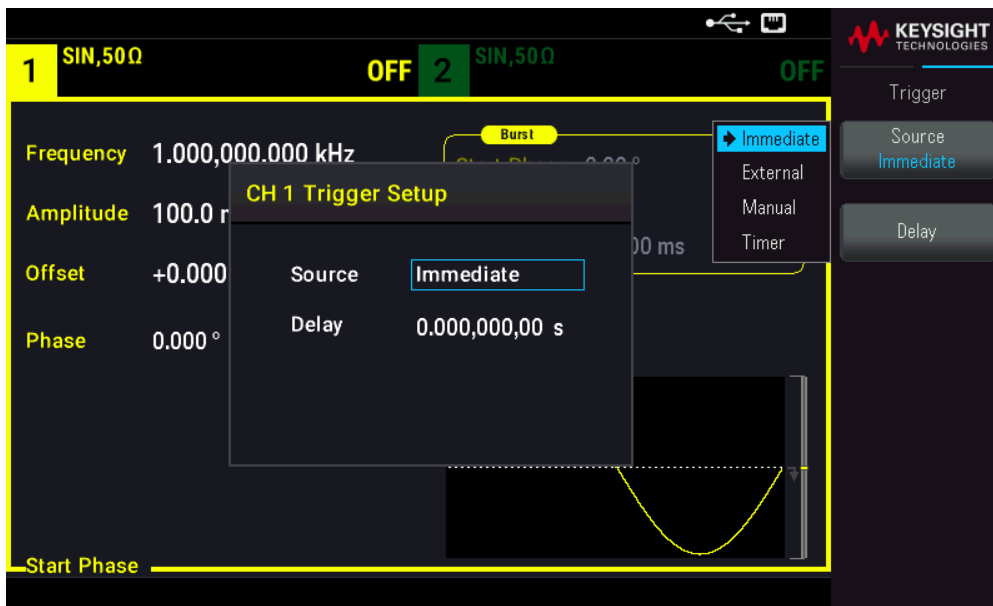 KEYSIGHT
TECHNOLOGIES
1 SIN,50Ω OFF
2 SIN,50Ω OFF
Trigger
Frequency 1.000,000.000 kHz
Amplitude 100.0
Offset +0.000
Phase 0.000 °
Burst
0.00 °
00 ms
CH 1 Trigger Setup
Source Immediate
Delay 0.000,000,00 s
Immediate
External
Manual
Timer
Source
Immediate
Delay
Start Phase